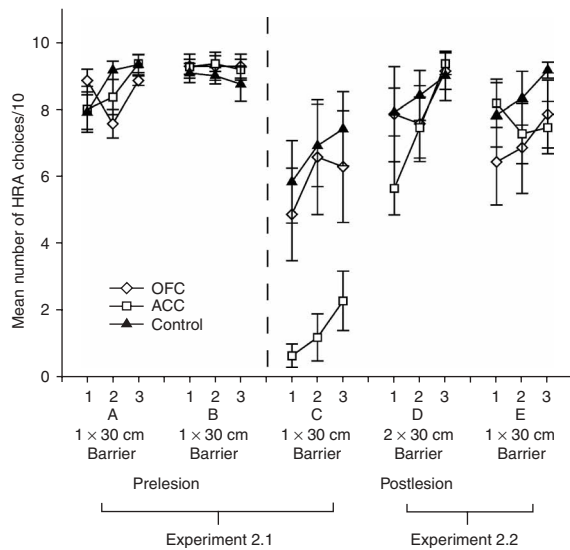 Mean number of HRA choices/10
10
8
6
4
2
0
OFC
ACC
Control
1 2 3 1 2 3 1 2 3 1 2 3 1 2 3
A B C D E
1 × 30 cm 1 × 30 cm 1 × 30 cm 2 × 30 cm 1 × 30 cm
Barrier Barrier Barrier Barrier Barrier
Prelesion Postlesion
Experiment 2.1 Experiment 2.2